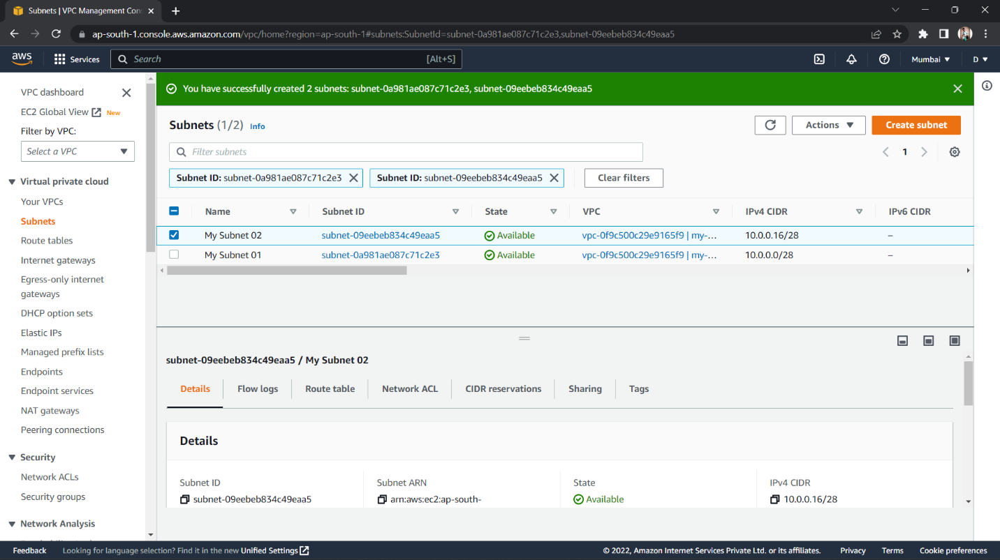 Subnets | VPC Management Con
ap-south-1.console.aws.amazon.com/vpc/home?region=ap-south-1#subnets:SubnetId=subnet-0a981ae087c71c2e3,subnet-09eebeb834c49eaa5
aws Services Search [Alt+S] Mumbai D
You have successfully created 2 subnets: subnet-0a981ae087c71c2e3, subnet-09eebeb834c49eaa5
VPC dashboard
EC2 Global View New
Filter by VPC:
Select a VPC
Virtual private cloud
Your VPCs
Subnets
Route tables
Internet gateways
Egress-only internet
gateways
DHCP option sets
Elastic IPs
Managed prefix lists
Endpoints
Endpoint services
NAT gateways
Peering connections
Security
Network ACLs
Security groups
Network Analysis
Subnets (1/2) Info
Actions Create subnet
Filter subnets
1
Subnet ID: subnet-0a981ae087c71c2e3 Subnet ID: subnet-09eebeb834c49eaa5 Clear filters
Name Subnet ID State VPC IPv4 CIDR IPv6 CIDR
My Subnet 02 subnet-09eebeb834c49eaa5 Available vpc-0f9c500c29e9165f9 | my-... 10.0.0.16/28 –
My Subnet 01 subnet-0a981ae087c71c2e3 Available vpc-0f9c500c29e9165f9 | my-... 10.0.0.0/28 –
subnet-09eebeb834c49eaa5 / My Subnet 02
Details Flow logs Route table Network ACL CIDR reservations Sharing Tags
Details
Subnet ID Subnet ARN State IPv4 CIDR
subnet-09eebeb834c49eaa5 arn:aws:ec2:ap-south- Available 10.0.0.16/28
Feedback Looking for language selection? Find it in the new Unified Settings © 2022, Amazon Internet Services Private Ltd. or its affiliates. Privacy Terms Cookie preferences